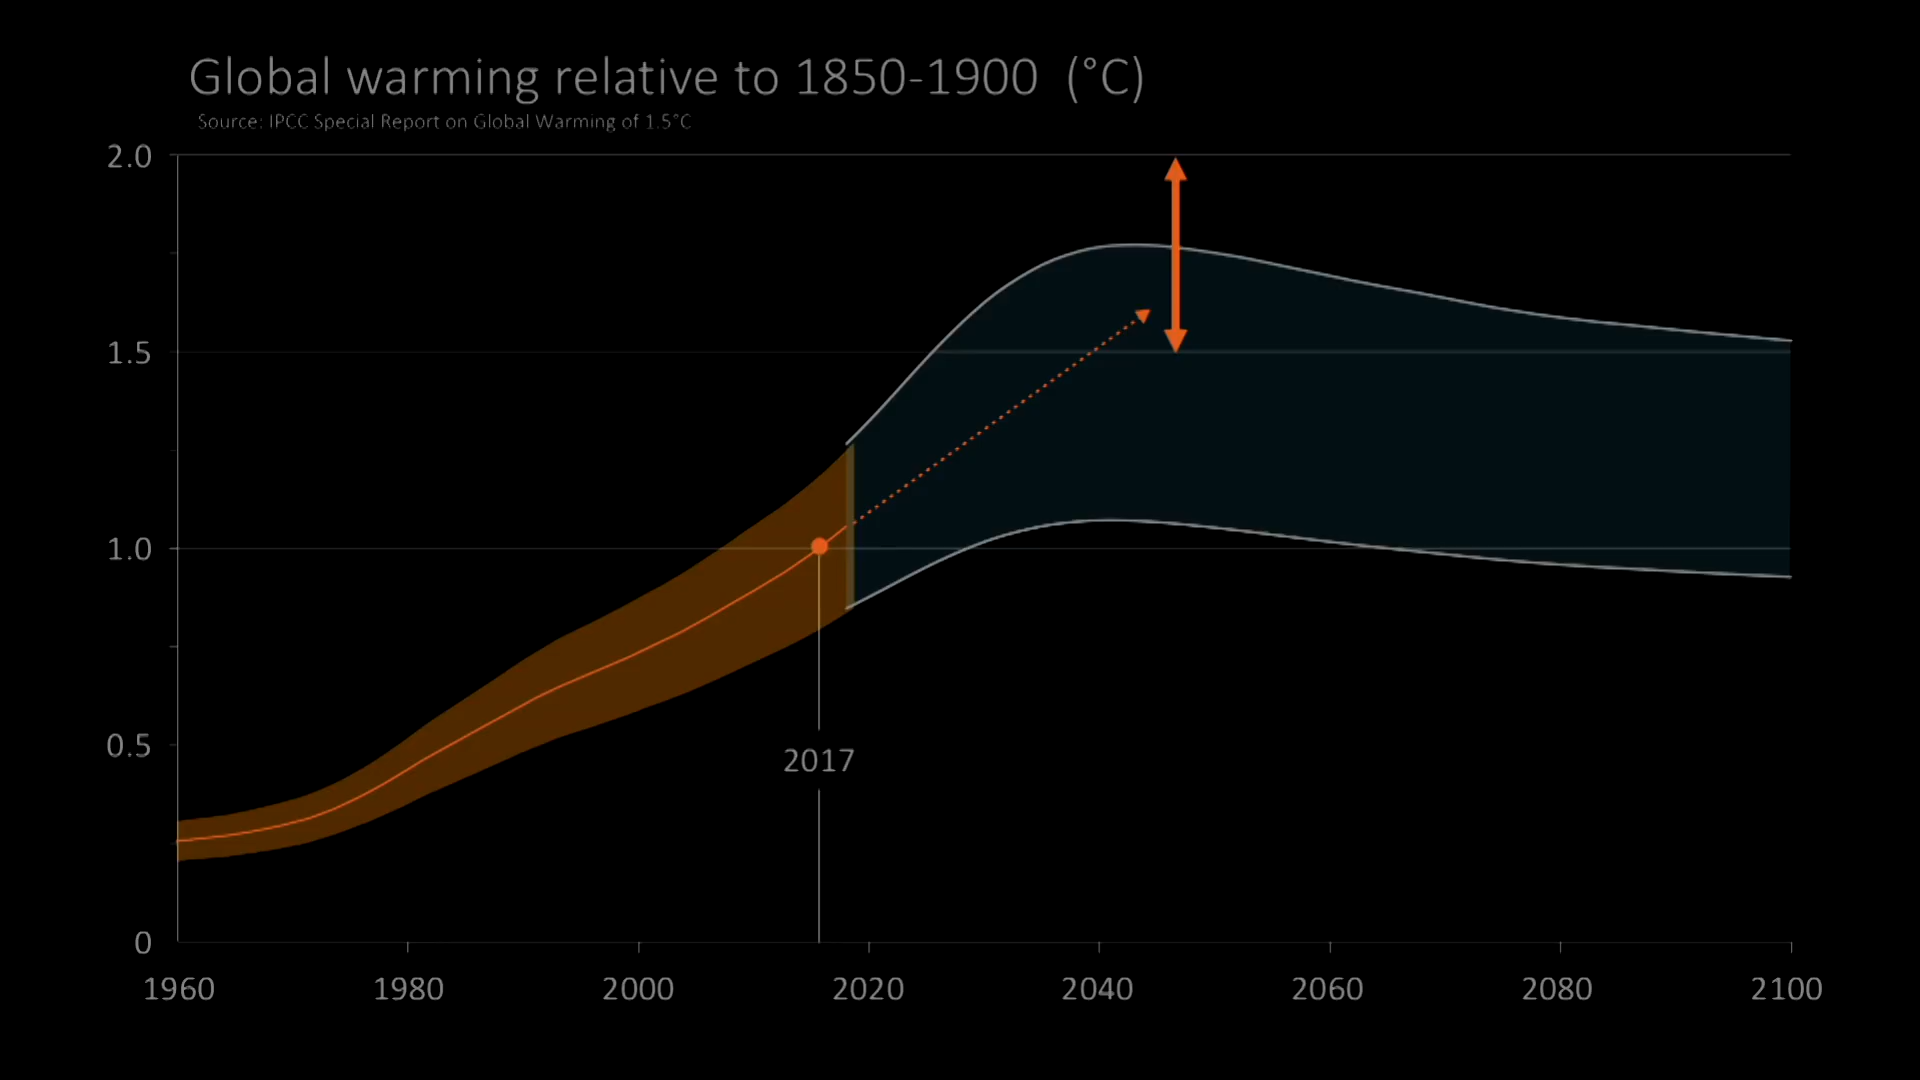 Global warming relative to 1850-1900 (°C)
Source: IPCC Special Report on Global Warming of 1.5°C
2.0
1.5
1.0
0.5
2017
0
1960 1980 2000 2020 2040 2060 2080 2100